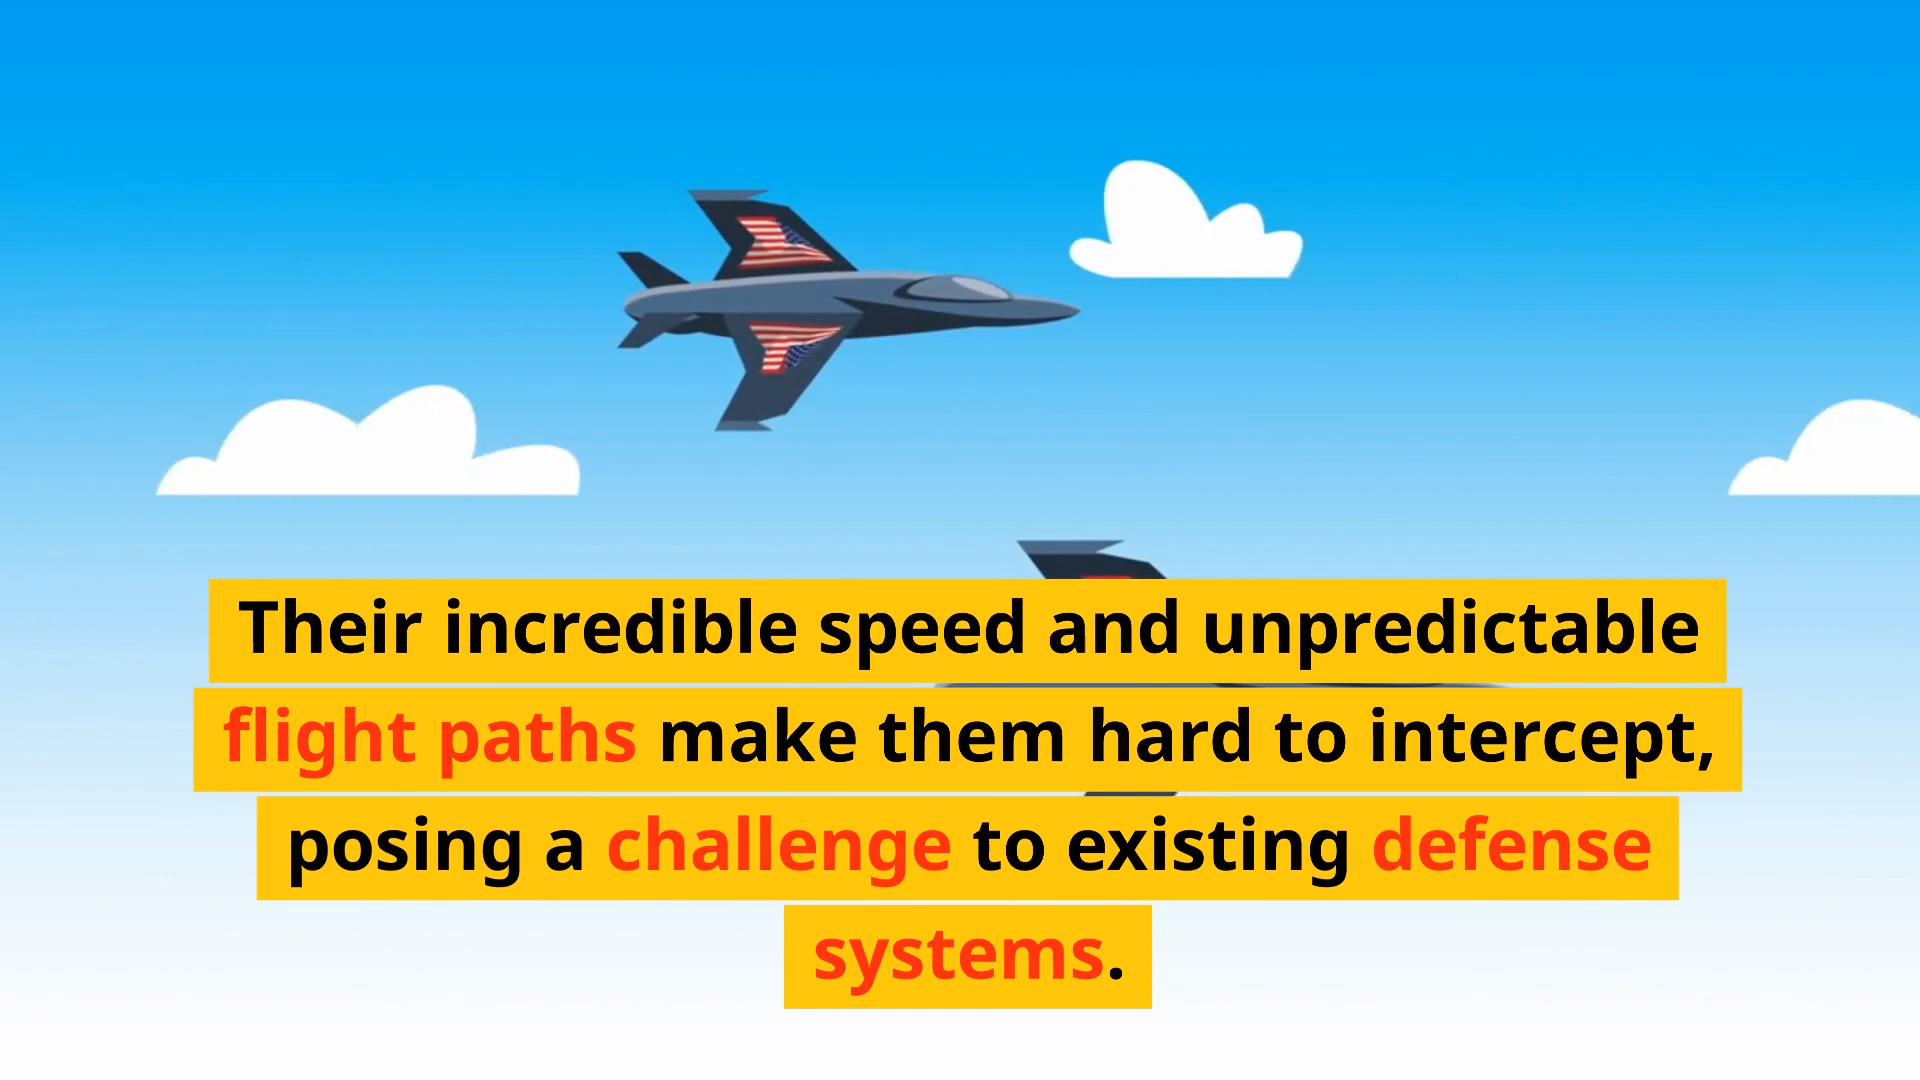 Their incredible speed and unpredictable
flight paths make them hard to intercept,
posing a challenge to existing defense
systems.